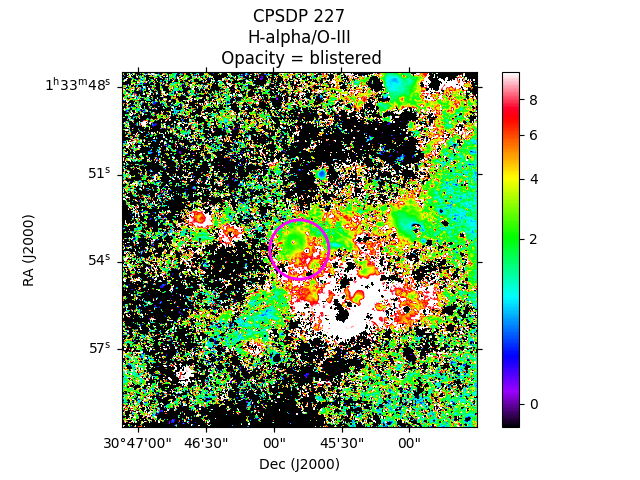 CPSDP 227
H-alpha/O-III
Opacity = blistered
1h33m48s
51s
54s
57s
RA (J2000)
30°47'00" 46'30" 00" 45'30" 00"
Dec (J2000)
8
6
4
2
0